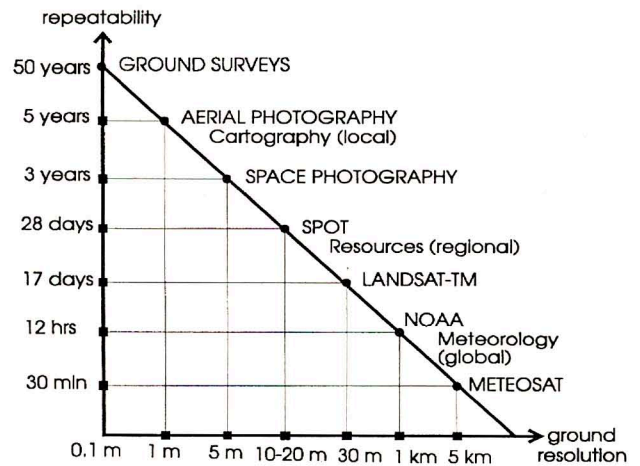 repeatability
50 years GROUND SURVEYS
5 years AERIAL PHOTOGRAPHY
Cartography (local)
3 years SPACE PHOTOGRAPHY
28 days SPOT
Resources (regional)
17 days LANDSAT-TM
NOAA
12 hrs Meteorology
(global)
30 min METEOSAT
ground
resolution
0.1 m 1 m 5 m 10-20 m 30 m 1 km 5 km